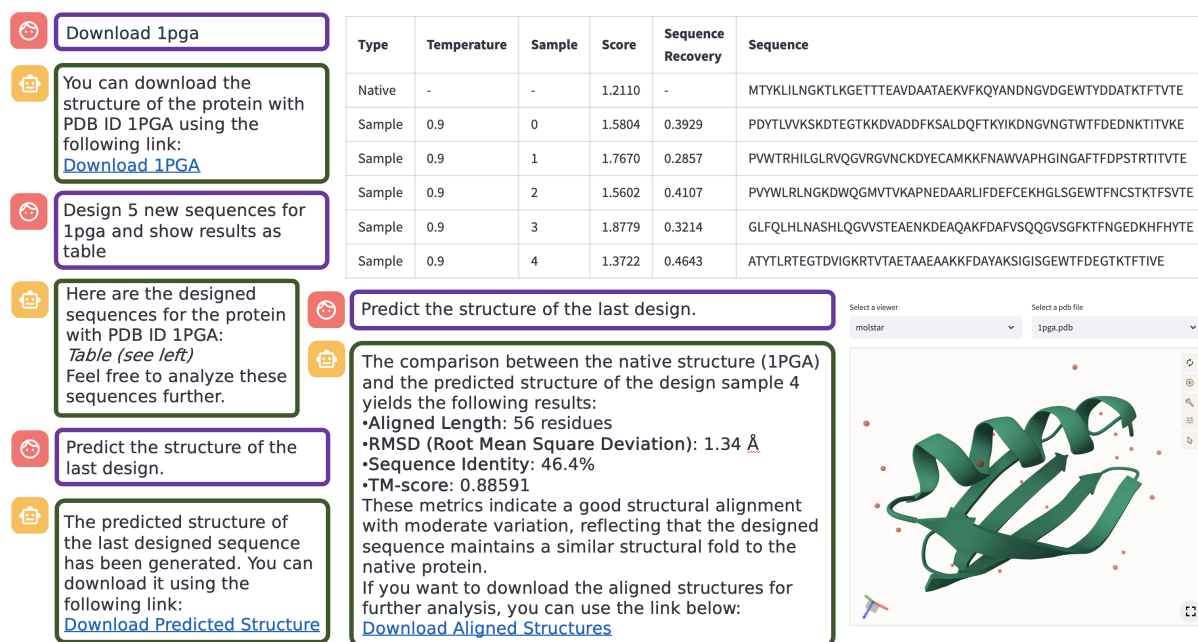 Download 1pga
You can download the
structure of the protein with
PDB ID 1PGA using the
following link:
Download 1PGA
Design 5 new sequences for
1pga and show results as
table
Here are the designed
sequences for the protein
with PDB ID 1PGA:
Table (see left)
Feel free to analyze these
sequences further.
Predict the structure of the
last design.
The predicted structure of
the last designed sequence
has been generated. You can
download it using the
following link:
Download Predicted Structure
Type Temperature Sample Score Sequence Recovery Sequence
Native - - 1.2110 - MTYKLILNGKTLKGETTTEAVDAATAEKVFKQYANDNGVDGEWTYDDATKTFTVTE
Sample 0.9 0 1.5804 0.3929 PDYTLVVKSKDTEGTKKDVADDFKSALDQFTKYIKDNGVNGTWTFDEDNKTITVKE
Sample 0.9 1 1.7670 0.2857 PVWTRHILGLRVQGVRGVNCKDYECAMKKFNAWVAPHGINGAFTFDPSTRTITVTE
Sample 0.9 2 1.5602 0.4107 PVYWLRLNGKDWQGMVTVKAPNEDAARLIFDEFCEKHGLSGEWTFNCSTKTFSVTE
Sample 0.9 3 1.8779 0.3214 GLFQLHLNASHLQGVVSTEAENKDEAQAKFDAFVSQQGVSGFKTFNGEDKHFHYTE
Sample 0.9 4 1.3722 0.4643 ATYTLRTEGTDVIGKRTVTAETAAEAAKKFDAYAKSIGISGEWTFDEGTKTFTIVE
Predict the structure of the last design.
The comparison between the native structure (1PGA)
and the predicted structure of the design sample 4
yields the following results:
•Aligned Length: 56 residues
•RMSD (Root Mean Square Deviation): 1.34 Å
•Sequence Identity: 46.4%
•TM-score: 0.88591
These metrics indicate a good structural alignment
with moderate variation, reflecting that the designed
sequence maintains a similar structural fold to the
native protein.
If you want to download the aligned structures for
further analysis, you can use the link below:
Download Aligned Structures
Select a viewer
molstar
Select a pdb file
1pga.pdb